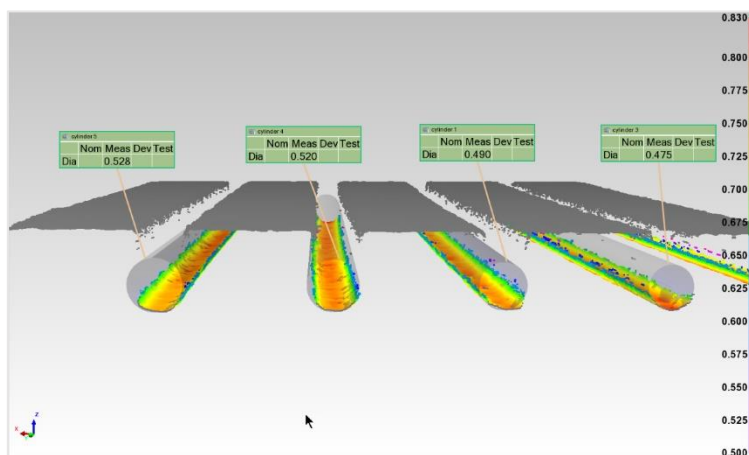 0.830
0.800
0.775
0.750
0.725
0.700
0.675
0.650
0.625
0.600
0.575
0.550
0.525
0.500
cylinder 5
Nom Meas Dev Test
Dia 0.528
cylinder 4
Nom Meas Dev Test
Dia 0.520
cylinder 1
Nom Meas Dev Test
Dia 0.490
cylinder 3
Nom Meas Dev Test
Dia 0.475
X
Z